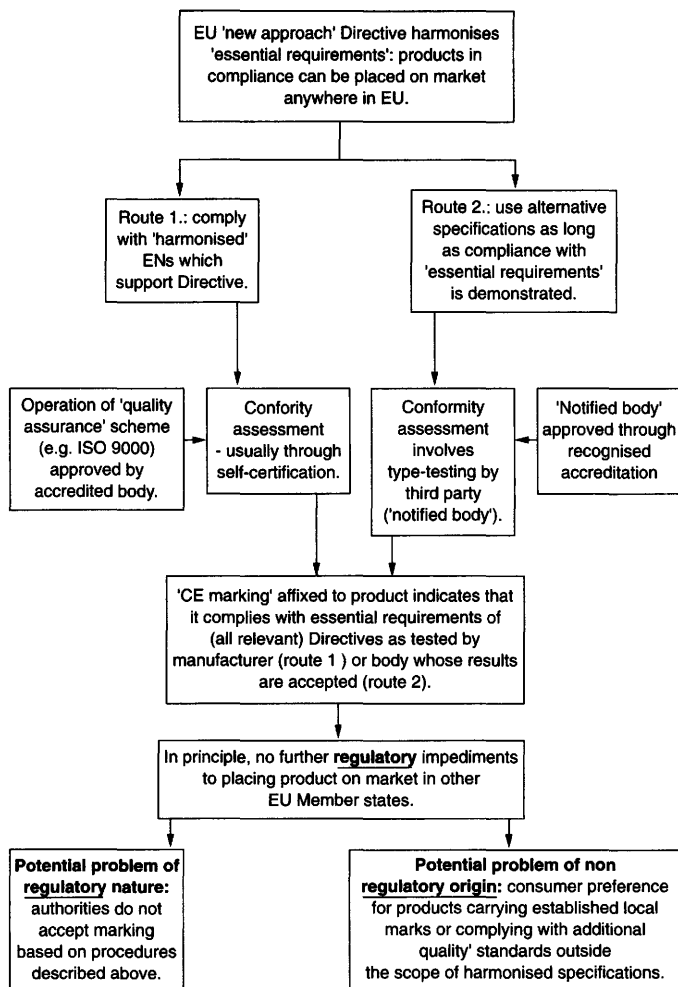 EU 'new approach' Directive harmonises
'essential requirements': products in
compliance can be placed on market
anywhere in EU.
Route 1.: comply
with 'harmonised'
ENs which
support Directive.
Route 2.: use alternative
specifications as long
as compliance with
'essential requirements'
is demonstrated.
Operation of 'quality
assurance' scheme
(e.g. ISO 9000)
approved by
accredited body.
Confority
assessment
- usually through
self-certification.
Conformity
assessment
involves
type-testing by
third party
('notified body').
'Notified body'
approved through
recognised
accreditation
'CE marking' affixed to product indicates that
it complies with essential requirements of
(all relevant) Directives as tested by
manufacturer (route 1 ) or body whose results
are accepted (route 2).
In principle, no further regulatory impediments
to placing product on market in other
EU Member states.
Potential problem of
regulatory nature:
authorities do not
accept marking
based on procedures
described above.
Potential problem of non
regulatory origin: consumer preference
for products carrying established local
marks or complying with additional
quality' standards outside
the scope of harmonised specifications.